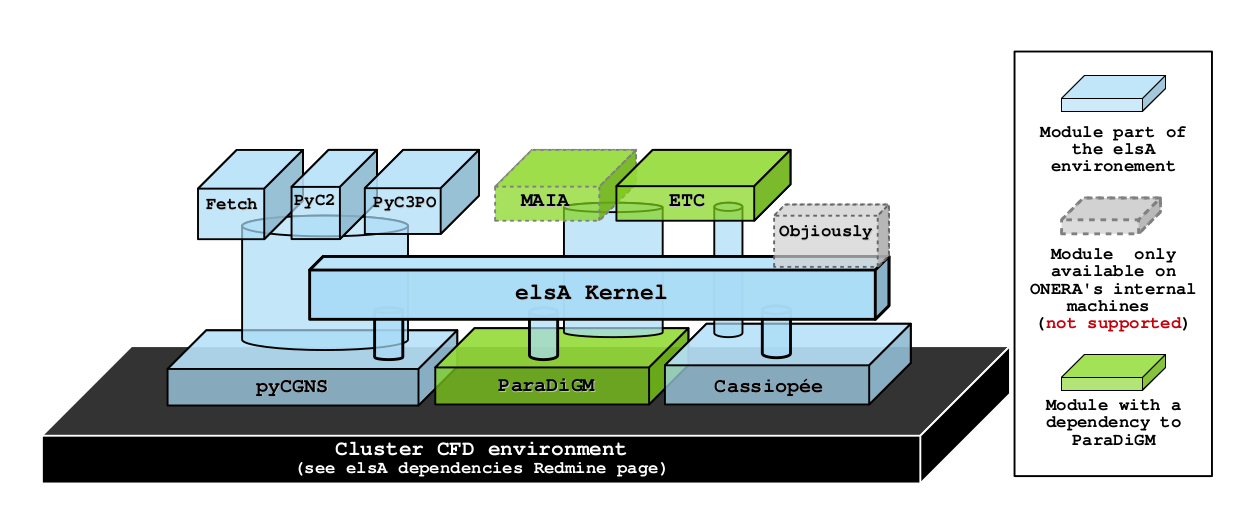 Fetch
PyC2
PyC3PO
MAIA
ETC
Objiously
elsA Kernel
pyCGNS
ParaDiGM
Cassiopée
Cluster CFD environment
(see elsA dependencies Redmine page)
Module part of
the elsA
environement
Module only
available on
ONERA's internal
machines
(not supported)
Module with a
dependency to
ParaDiGM